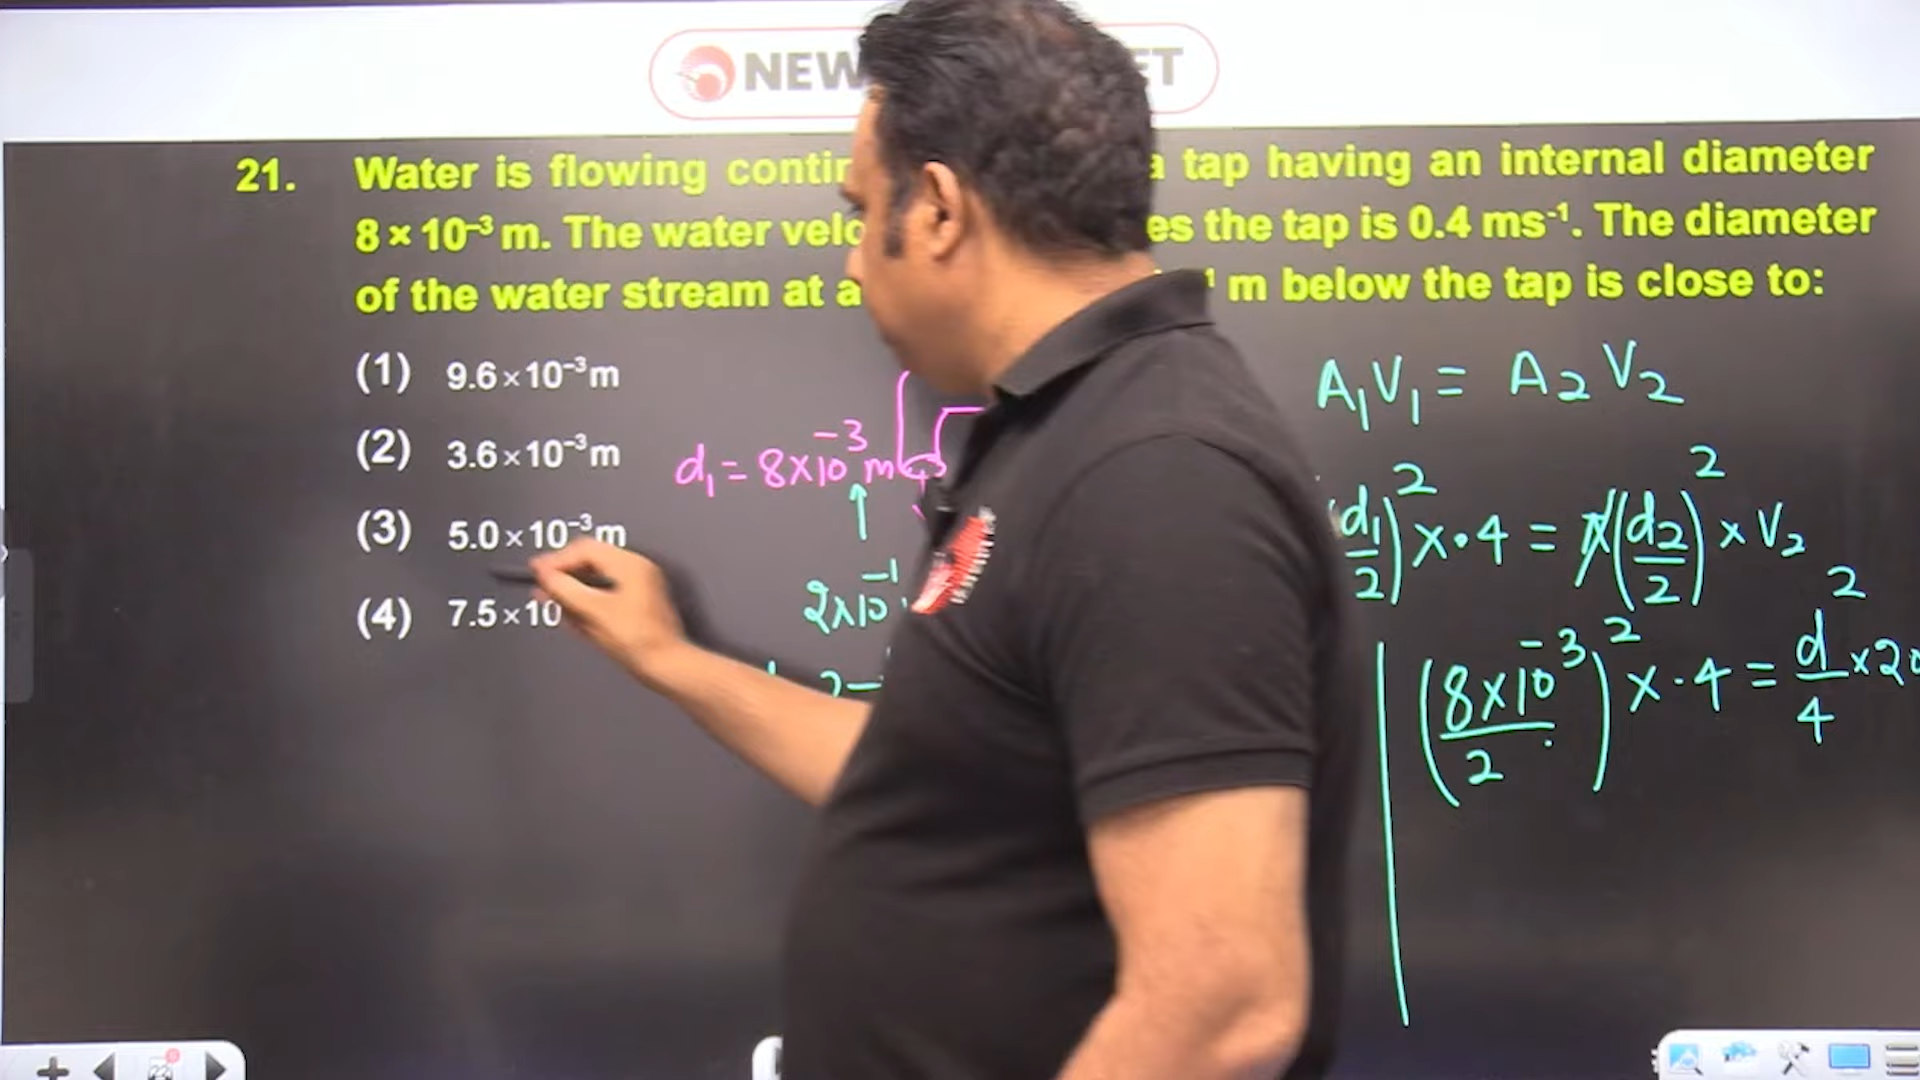 NEW ET
21. Water is flowing a tap having an internal diameter
8 × 10⁻³ m. The water the tap is 0.4 ms⁻¹. The diameter
of the water stream at a m below the tap is close to:
(1) 9.6 × 10⁻³ m
(2) 3.6 × 10⁻³ m
(3) 5.0 × 10⁻³ m
(4) 7.5 × 10
d₁ = 8×10⁻³ m
↑
2×10⁻¹
2-
A₁V₁ = A₂V₂
(d₁/2)² × ·4 = π(d₂/2)² × V₂
(8×10⁻³/2)² × ·4 = d²/4 × 20
22